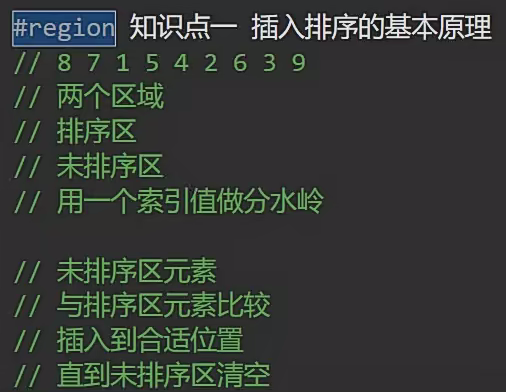 #region 知识点一 插入排序的基本原理
// 8 7 1 5 4 2 6 3 9
// 两个区域
// 排序区
// 未排序区
// 用一个索引值做分水岭
// 未排序区元素
// 与排序区元素比较
// 插入到合适位置
// 直到未排序区清空